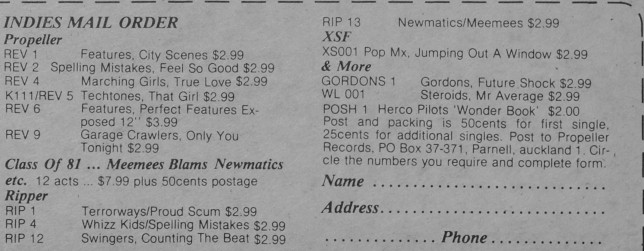 INDIES MAIL ORDER
Propeller
REV 1 Features, City Scenes $2.99
REV 2 Spelling Mistakes, Feel So Good $2.99
REV 4 Marching Girls, True Love $2.99
K111/REV 5 Techtones, That Girl $2.99
REV 6 Features, Perfect Features Ex-
posed 12'' $3.99
REV 9 Garage Crawlers, Only You
Tonight $2.99
Class Of 81 ... Meemees Blams Newmatics
etc. 12 acts ... $7.99 plus 50cents postage
Ripper
RIP 1 Terrorways/Proud Scum $2.99
RIP 4 Whizz Kids/Spelling Mistakes $2.99
RIP 12 Swingers, Counting The Beat $2.99
RIP 13 Newmatics/Meemees $2.99
XSF
XS001 Pop Mx, Jumping Out A Window $2.99
& More
GORDONS 1 Gordons, Future Shock $2.99
WL 001 Steroids, Mr Average $2.99
POSH 1 Herco Pilots 'Wonder Book' $2.00
Post and packing is 50cents for first single,
25cents for additional singles. Post to Propeller
Records, PO Box 37-371, Parnell, auckland 1. Cir-
cle the numbers you require and complete form.
Name ....................
Address....................
.............. Phone ..............